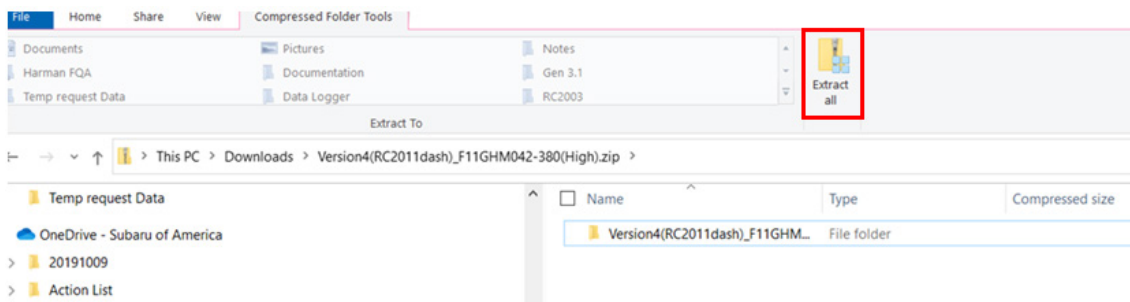 File Home Share View Compressed Folder Tools
Documents Pictures Notes
Harman FQA Documentation Gen 3.1
Temp request Data Data Logger RC2003
Extract
all
Extract To
> This PC > Downloads > Version4(RC2011dash)_F11GHM042-380(High).zip >
Temp request Data
Name Type Compressed size
OneDrive - Subaru of America
Version4(RC2011dash)_F11GHM... File folder
20191009
Action List